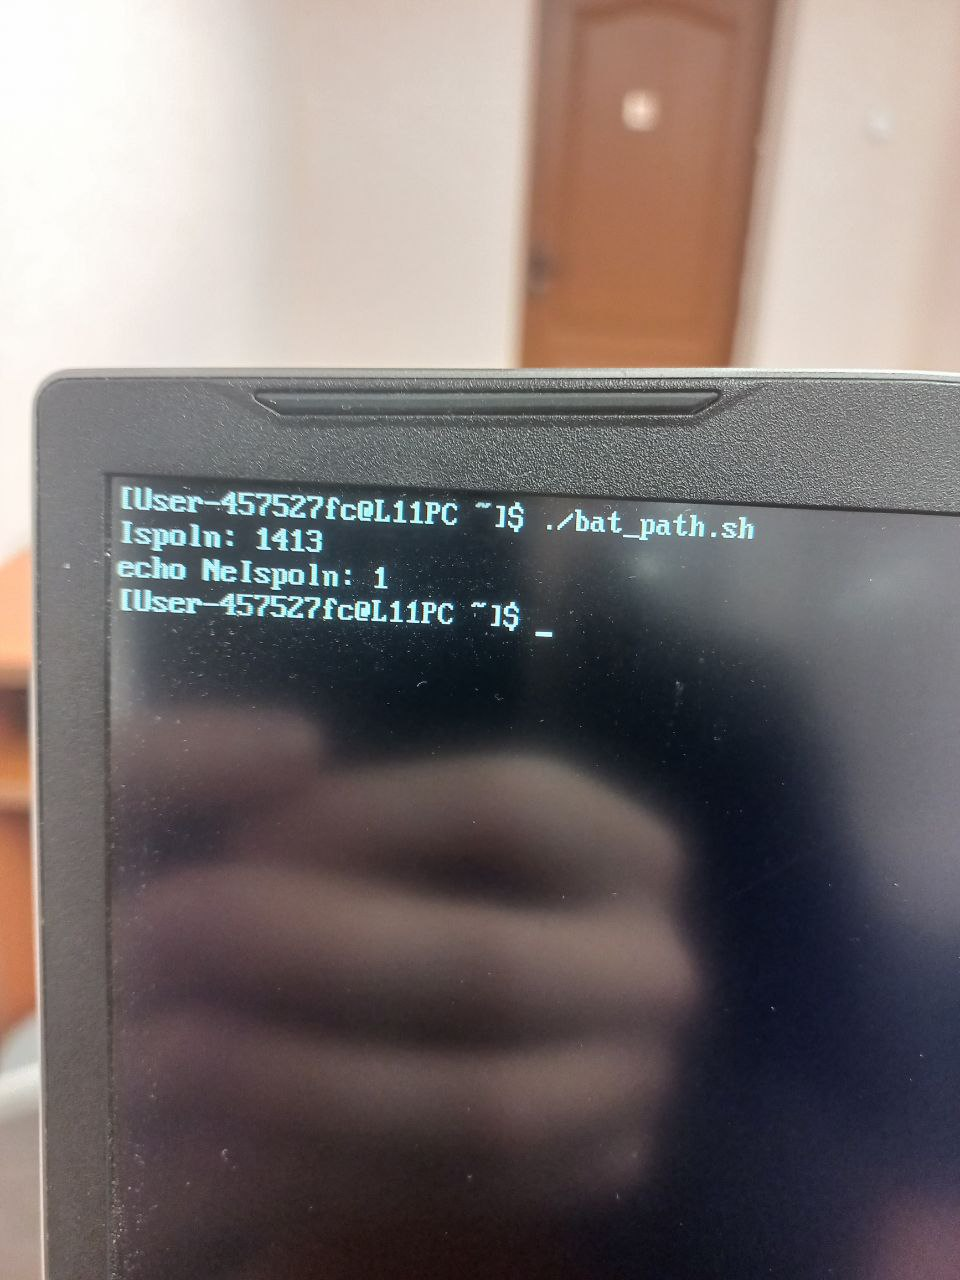 [User-457527fc@L11PC ~]$ ./bat_path.sh
Ispoln: 1413
echo NeIspoln: 1
[User-457527fc@L11PC ~]$ _